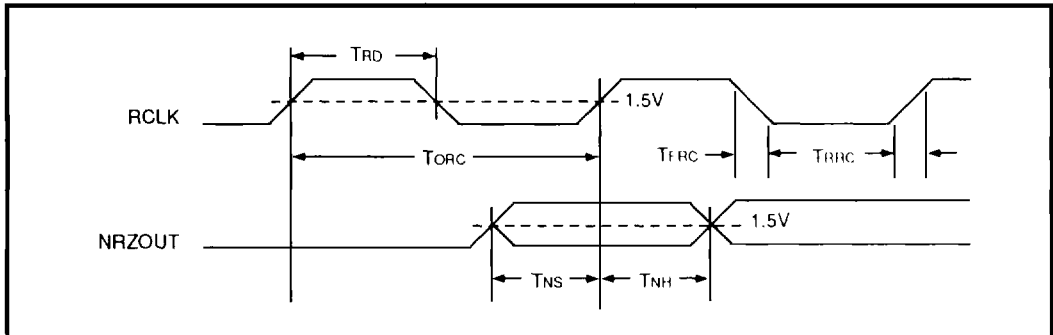 TRD
RCLK
1.5V
TORC
TFRC
TRRC
NRZOUT
1.5V
TNS
TNH